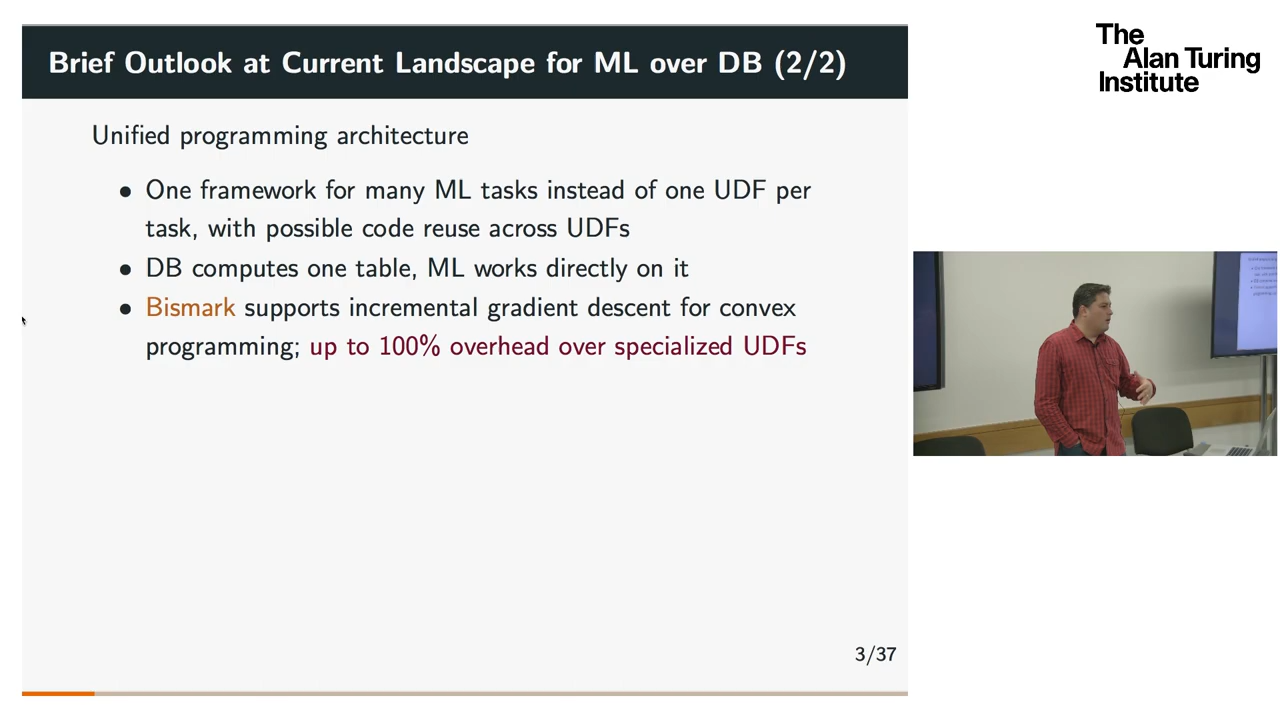 Brief Outlook at Current Landscape for ML over DB (2/2)
The
Alan Turing
Institute
Unified programming architecture
• One framework for many ML tasks instead of one UDF per
task, with possible code reuse across UDFs
• DB computes one table, ML works directly on it
• Bismark supports incremental gradient descent for convex
programming; up to 100% overhead over specialized UDFs
3/37